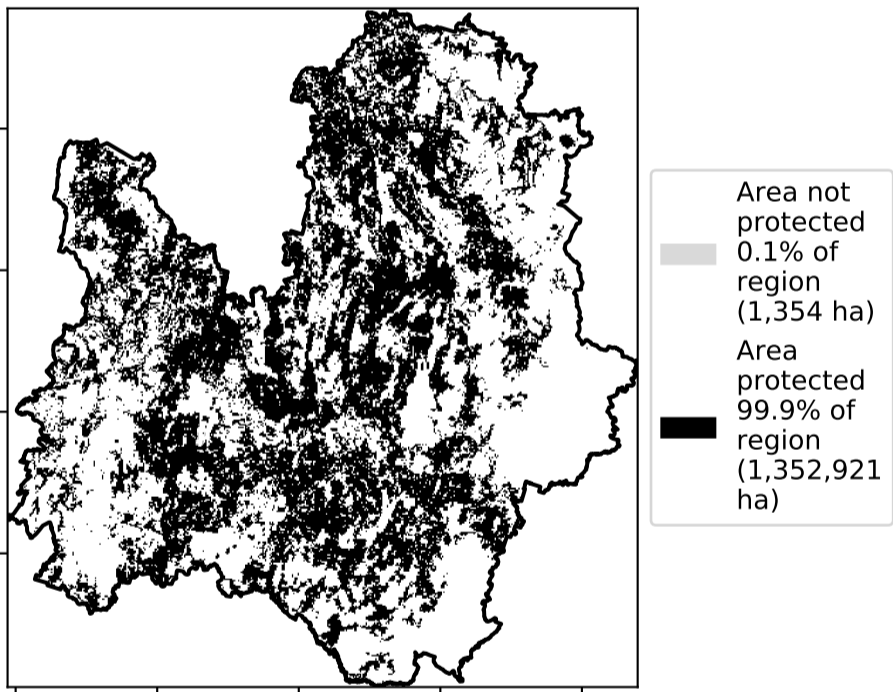 Area not
protected
0.1% of
region
(1,354 ha)
Area
protected
99.9% of
region
(1,352,921
ha)